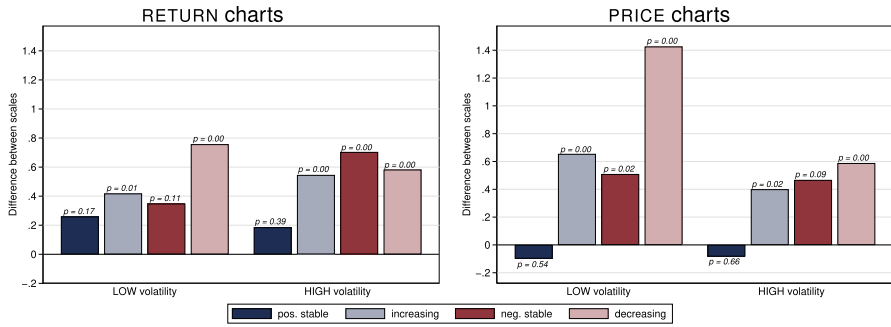 RETURN charts
PRICE charts
Difference between scales
1.4
1.2
1
.8
.6
.4
.2
0
-.2
p = 0.17
p = 0.01
p = 0.11
p = 0.00
p = 0.39
p = 0.00
p = 0.00
p = 0.00
LOW volatility
HIGH volatility
Difference between scales
1.4
1.2
1
.8
.6
.4
.2
0
-.2
p = 0.54
p = 0.00
p = 0.02
p = 0.00
p = 0.66
p = 0.02
p = 0.09
p = 0.00
LOW volatility
HIGH volatility
pos. stable
increasing
neg. stable
decreasing